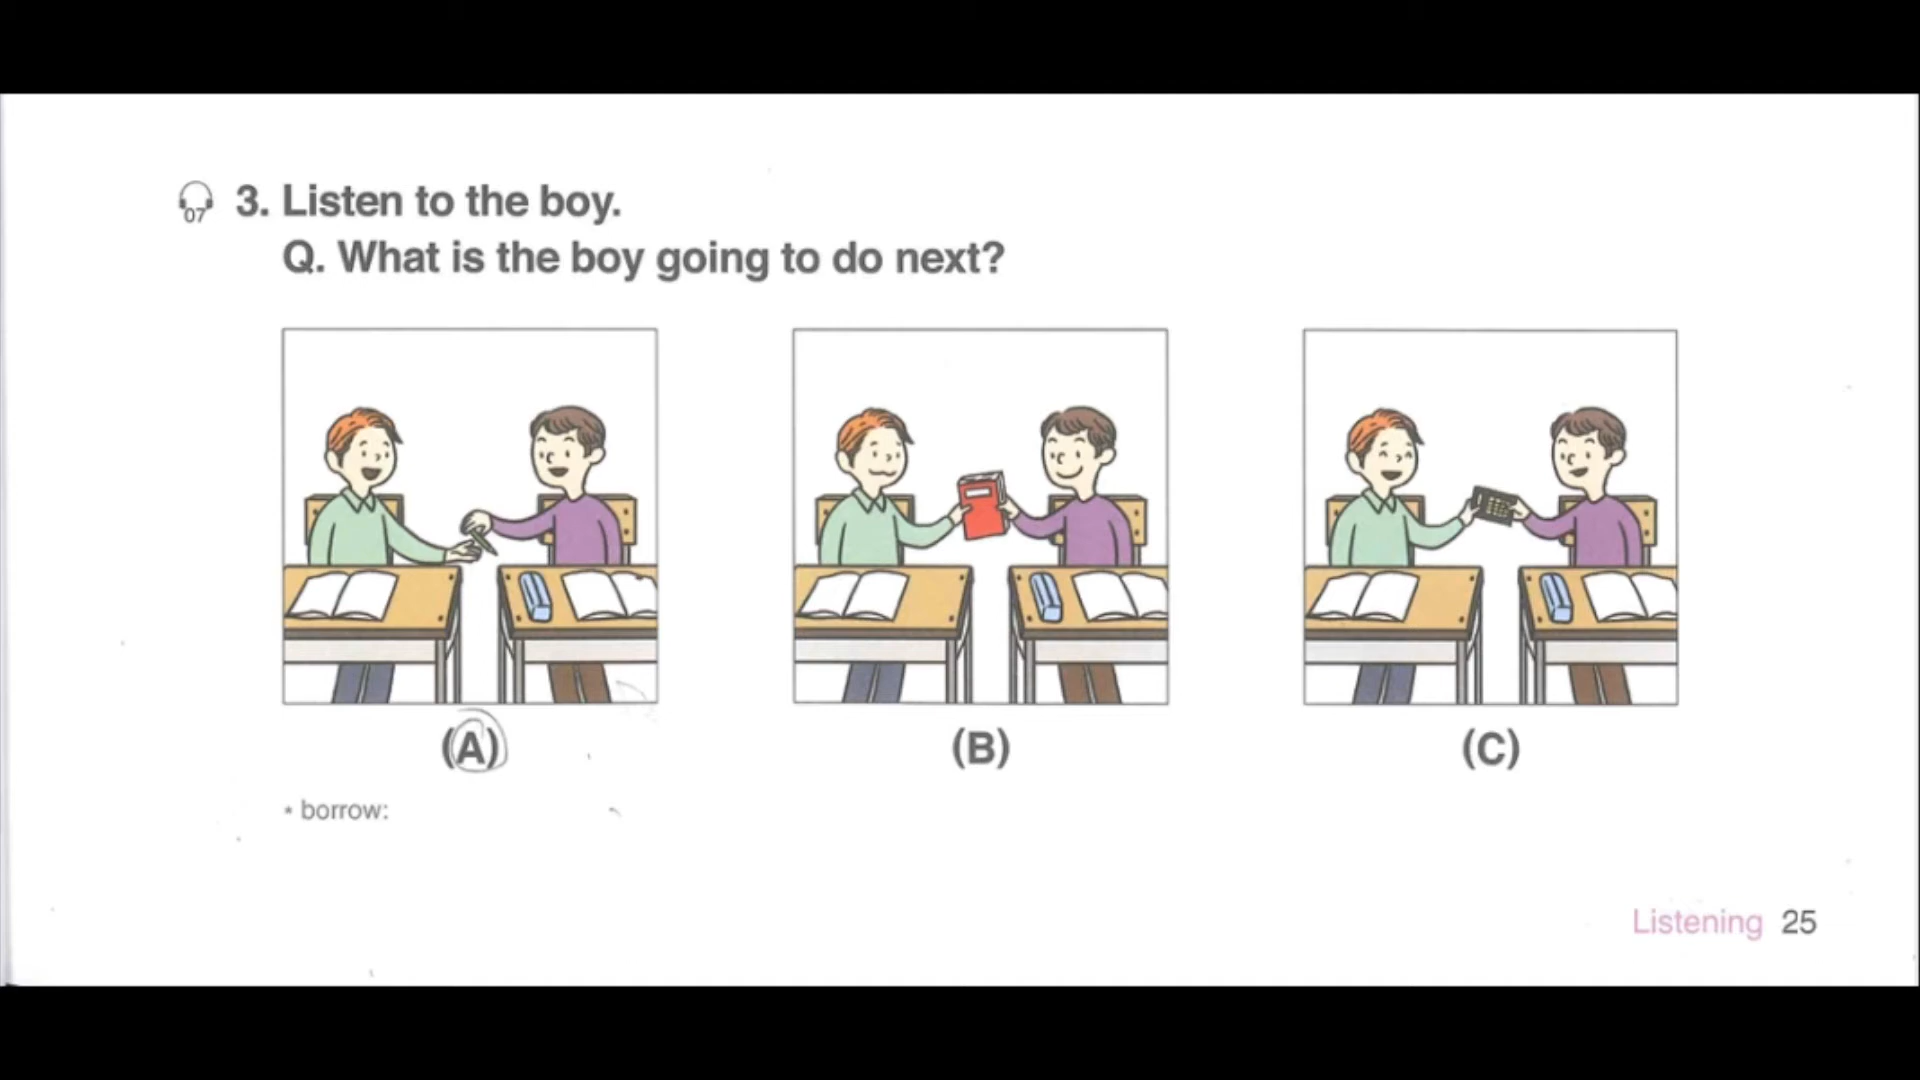 07 3. Listen to the boy.
Q. What is the boy going to do next?
(A) (B) (C)
* borrow:
Listening 25